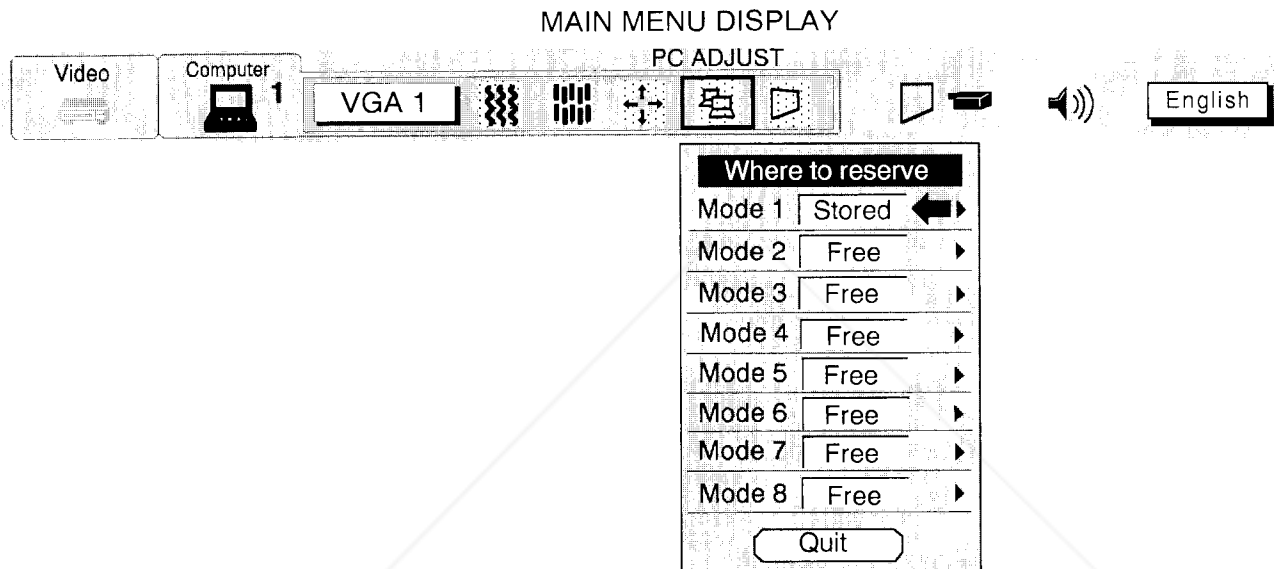 MAIN MENU DISPLAY
PC ADJUST
Video
Computer
1
VGA 1
English
Where to reserve
Mode 1 Stored
Mode 2 Free
Mode 3 Free
Mode 4 Free
Mode 5 Free
Mode 6 Free
Mode 7 Free
Mode 8 Free
Quit